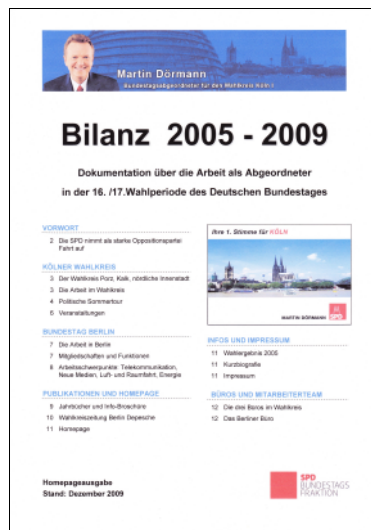 Martin Dörmann
Bundestagsabgeordneter für den Wahlkreis Köln I
Bilanz 2005 - 2009
Dokumentation über die Arbeit als Abgeordneter
in der 16. /17.Wahlperiode des Deutschen Bundestages
VORWORT
2 Die SPD nimmt als starke Oppositionspartei
Fahrt auf
KÖLNER WAHLKREIS
3 Der Wahlkreis Porz, Kalk, nördliche Innenstadt
3 Die Arbeit im Wahlkreis
4 Politische Sommertour
6 Veranstaltungen
BUNDESTAG BERLIN
7 Die Arbeit in Berlin
7 Mitgliedschaften und Funktionen
8 Arbeitsschwerpunkte: Telekommunikation,
Neue Medien, Luft- und Raumfahrt, Energie
PUBLIKATIONEN UND HOMEPAGE
9 Jahrbücher und Info-Broschüre
10 Wahlkreiszeitung Berlin Depesche
11 Homepage
Ihre 1. Stimme für KÖLN
MARTIN DÖRMANN
SPD
INFOS UND IMPRESSUM
11 Wahlergebnis 2005
11 Kurzbiografie
11 Impressum
BÜROS UND MITARBEITERTEAM
12 Die drei Büros im Wahlkreis
12 Das Berliner Büro
Homepageausgabe
Stand: Dezember 2009
SPD
BUNDESTAGS
FRAKTION